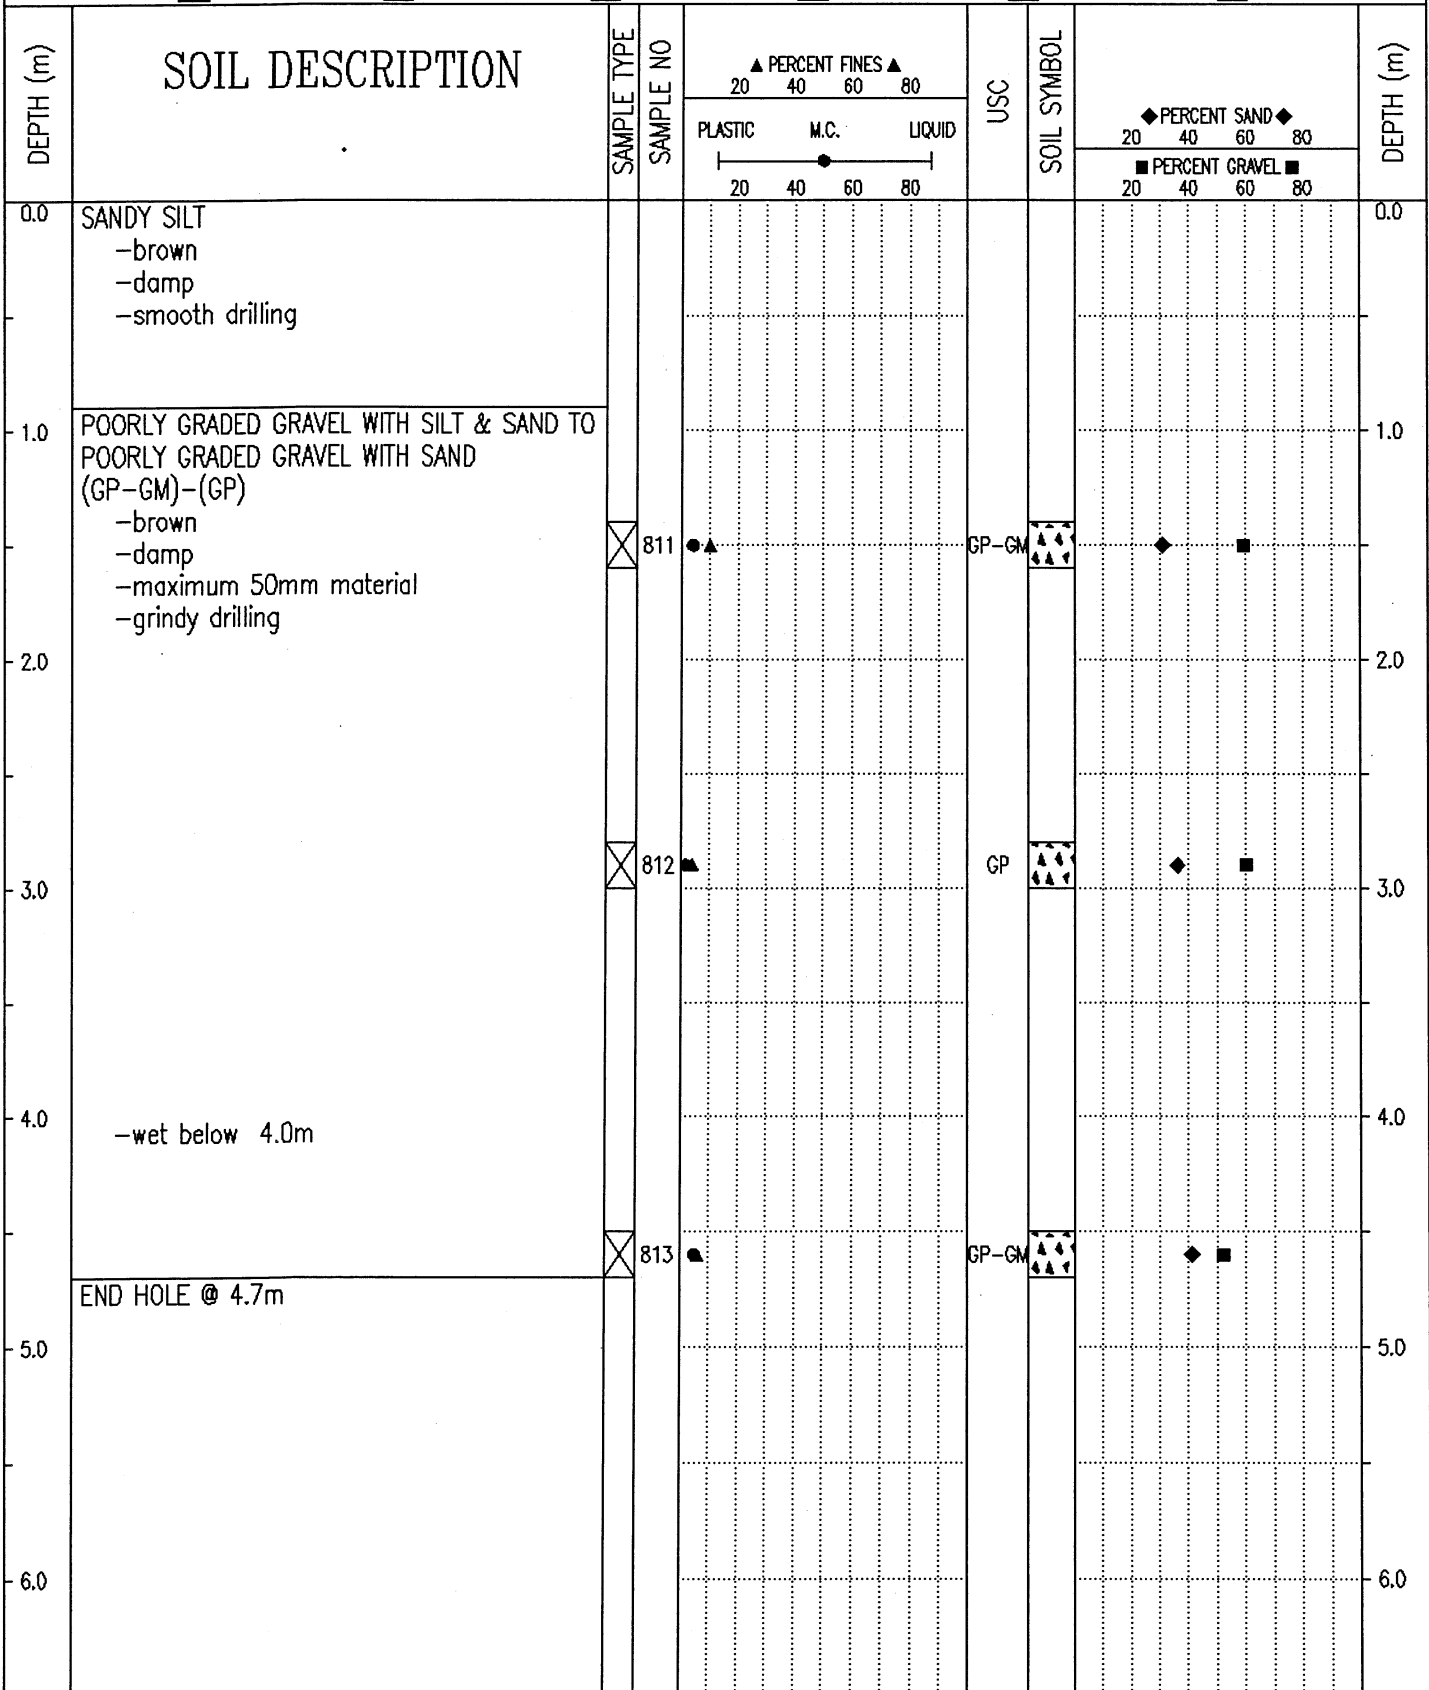 DEPTH (m)
SOIL DESCRIPTION
SAMPLE TYPE
SAMPLE NO
▲ PERCENT FINES ▲
20 40 60 80
PLASTIC M.C. LIQUID
20 40 60 80
USC
SOIL SYMBOL
◆PERCENT SAND◆
20 40 60 80
■ PERCENT GRAVEL ■
20 40 60 80
DEPTH (m)
0.0 SANDY SILT 0.0
-brown
-damp
-smooth drilling
1.0 POORLY GRADED GRAVEL WITH SILT & SAND TO 1.0
POORLY GRADED GRAVEL WITH SAND
(GP-GM)-(GP)
-brown
811 GP-GM
-damp
-maximum 50mm material
-grindy drilling
2.0 2.0
812 GP
3.0 3.0
4.0 4.0
-wet below 4.0m
813 GP-GM
END HOLE @ 4.7m
5.0 5.0
6.0 6.0